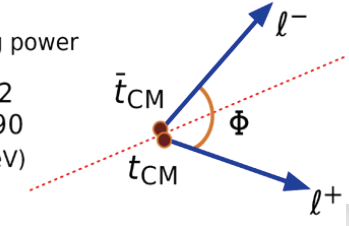 g power
2
90
eV)
ℓ⁻
t̄CM
Φ
tCM
ℓ⁺